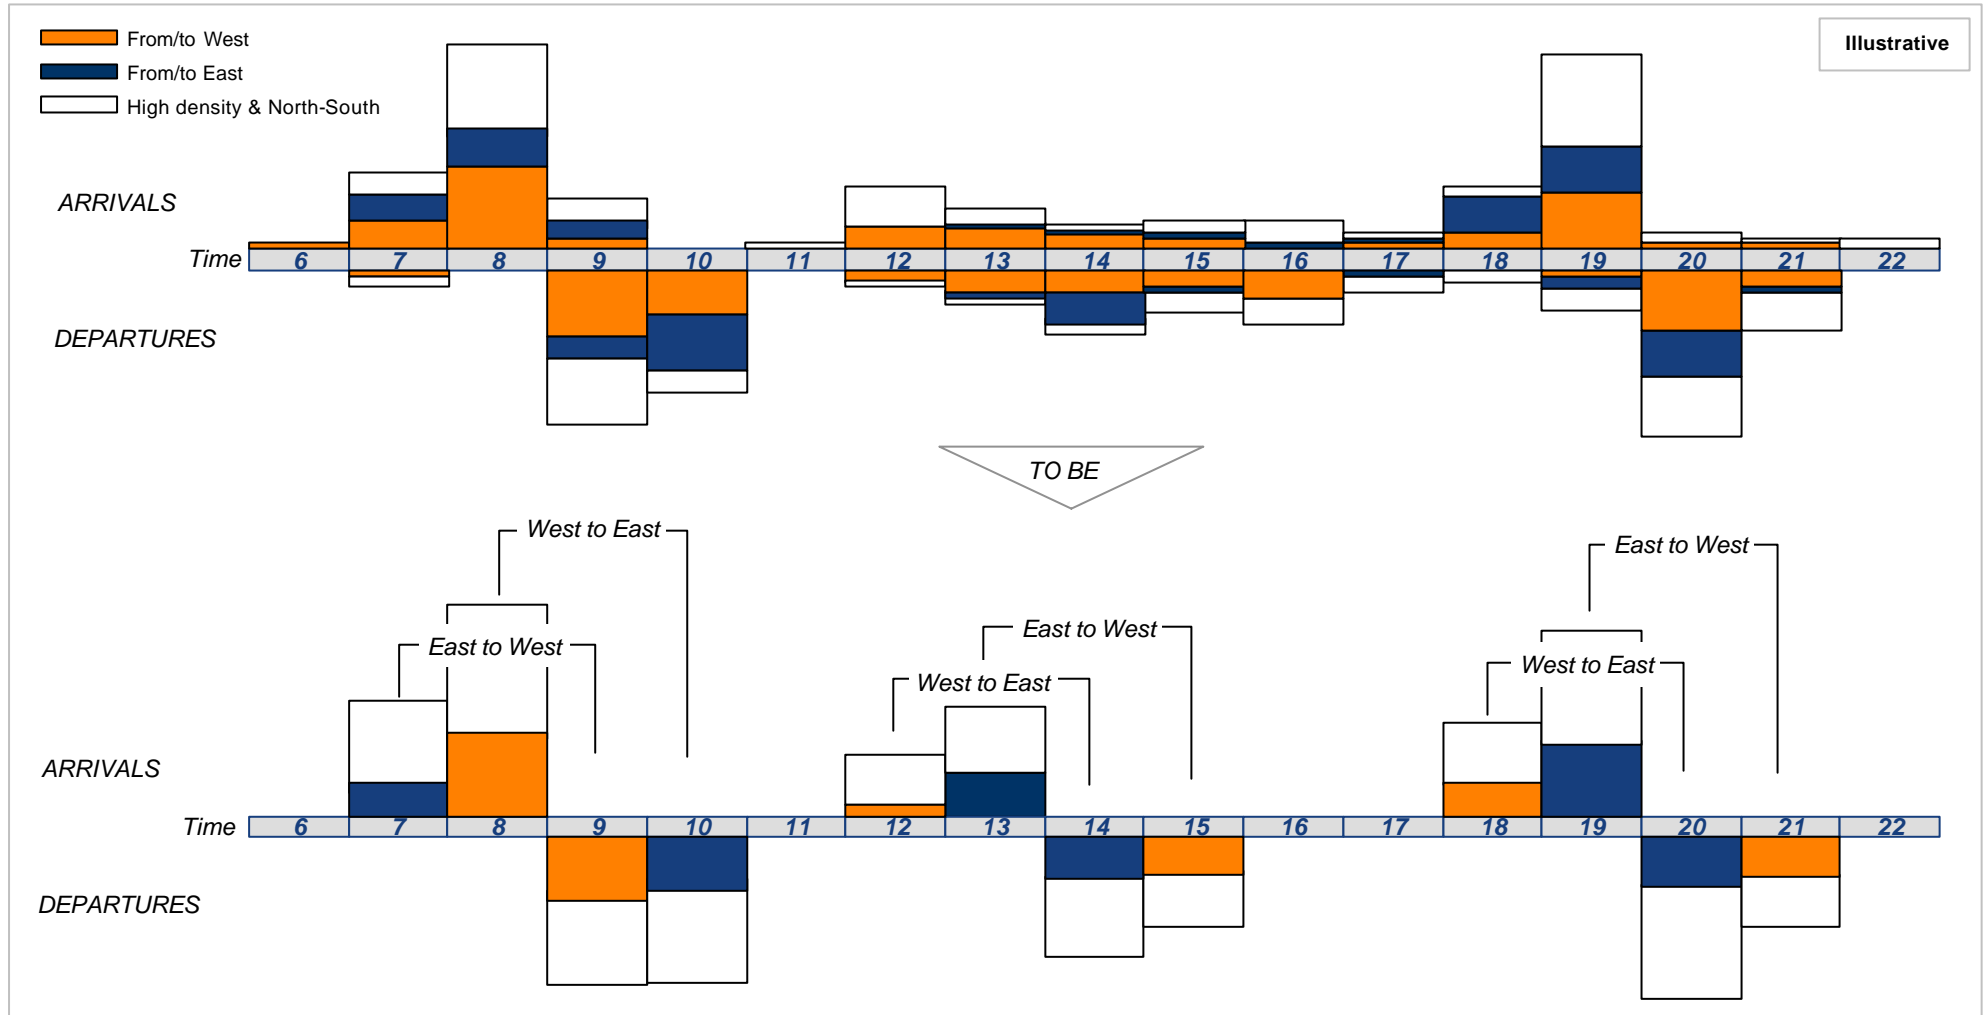 From/to West
Illustrative
From/to East
High density & North-South
ARRIVALS
Time 6 7 8 9 10 11 12 13 14 15 16 17 18 19 20 21 22
DEPARTURES
TO BE
West to East
East to West
East to West
East to West
West to East
West to East
ARRIVALS
Time 6 7 8 9 10 11 12 13 14 15 16 17 18 19 20 21 22
DEPARTURES